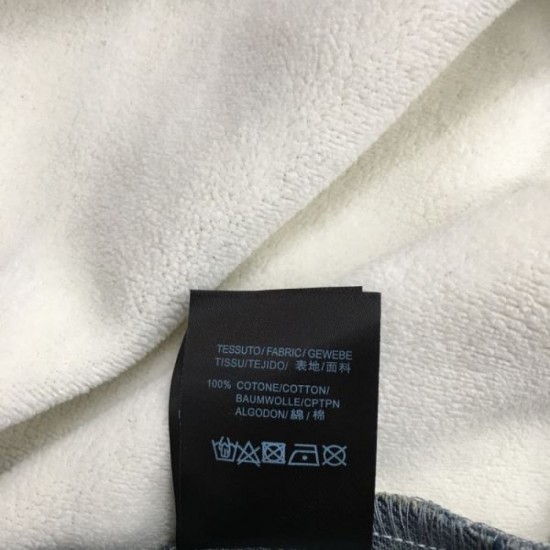 TESSUTO/FABRIC/GEWEBE
TISSU/TEJIDO/ 表地/面料
100% COTONE/COTTON/
BAUMWOLLE/CPTPN
ALGODON/綿/棉